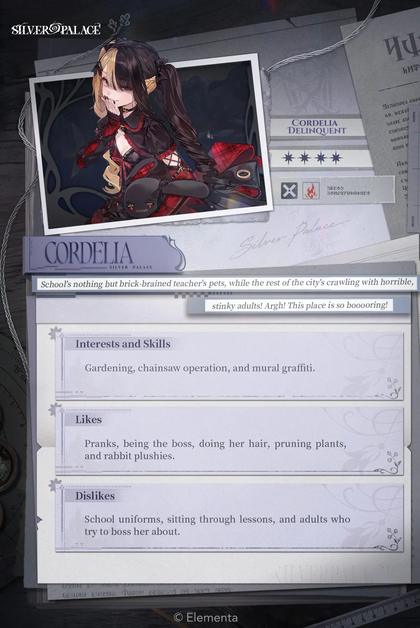 SILVER PALACE
CORDELIA
DELINQUENT
Silver Palace
CORDELIA
SILVER PALACE
School's nothing but brick-brained teacher's pets, while the rest of the city's crawling with horrible,
stinky adults! Argh! This place is so boooring!
Interests and Skills
Gardening, chainsaw operation, and mural graffiti.
Likes
Pranks, being the boss, doing her hair, pruning plants,
and rabbit plushies.
Dislikes
School uniforms, sitting through lessons, and adults who
try to boss her about.
© Elementa